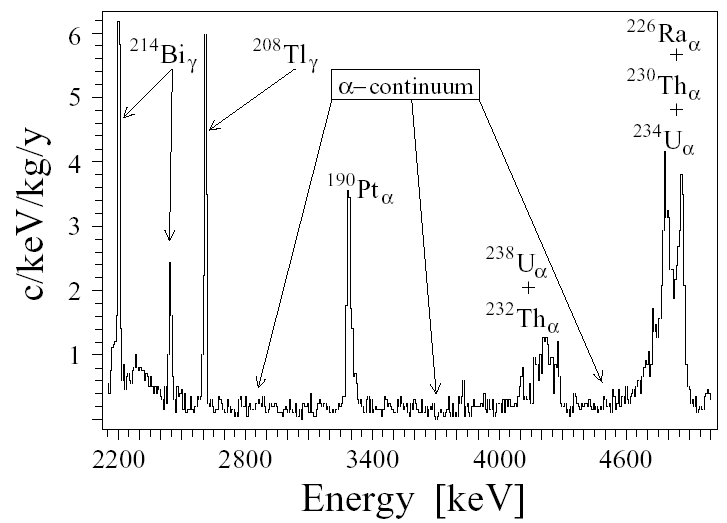 6
5
4
3
2
1
c/keV/kg/y
²¹⁴Biγ
²⁰⁸Tlγ
α−continuum
¹⁹⁰Ptα
²³⁸Uα
+
²³²Thα
²²⁶Raα
+
²³⁰Thα
+
²³⁴Uα
2200 2800 3400 4000 4600
Energy [keV]